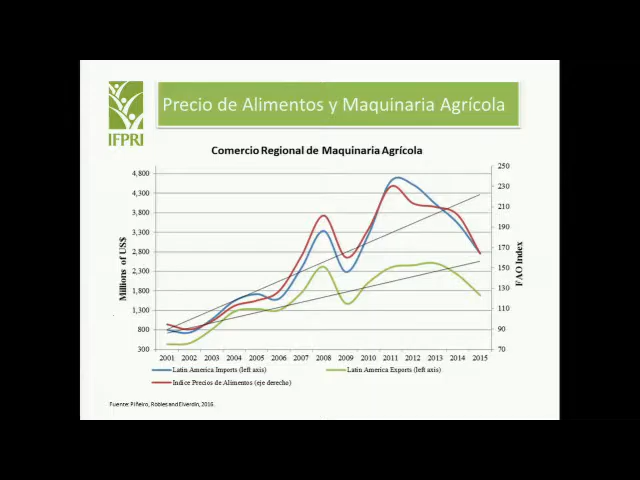 IFPRI
Precio de Alimentos y Maquinaria Agrícola
Comercio Regional de Maquinaria Agrícola
4,800
4,300
3,800
3,300
2,800
2,300
1,800
1,300
800
300
Millions of US$
250
230
210
190
170
150
130
110
90
70
FAO Index
2001 2002 2003 2004 2005 2006 2007 2008 2009 2010 2011 2012 2013 2014 2015
Latin America Imports (left axis)
Latin America Exports (left axis)
Indice Precios de Alimentos (eje derecho)
Fuente: Piñeiro, Robles and Elverdín, 2016.